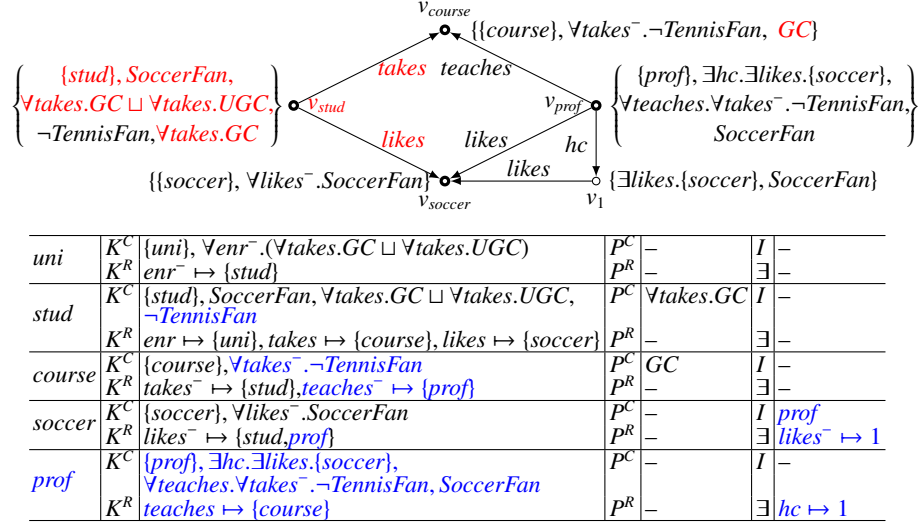 v_course
{{course}, ∀takes⁻.¬TennisFan, GC}
{stud}, SoccerFan,
∀takes.GC ⊔ ∀takes.UGC,
¬TennisFan,∀takes.GC
takes teaches
v_stud
v_prof
{prof}, ∃hc.∃likes.{soccer},
∀teaches.∀takes⁻.¬TennisFan,
SoccerFan
likes likes hc
{{soccer}, ∀likes⁻.SoccerFan}
likes
{∃likes.{soccer}, SoccerFan}
v_soccer
v_1
uni K^C {uni}, ∀enr⁻.(∀takes.GC ⊔ ∀takes.UGC) P^C – I –
K^R enr⁻ ↦ {stud} P^R – ∃ –
stud K^C {stud}, SoccerFan, ∀takes.GC ⊔ ∀takes.UGC, P^C ∀takes.GC I –
¬TennisFan
K^R enr ↦ {uni}, takes ↦ {course}, likes ↦ {soccer} P^R – ∃ –
course K^C {course},∀takes⁻.¬TennisFan P^C GC I –
K^R takes⁻ ↦ {stud},teaches⁻ ↦ {prof} P^R – ∃ –
soccer K^C {soccer}, ∀likes⁻.SoccerFan P^C – I prof
K^R likes⁻ ↦ {stud,prof} P^R – ∃ likes⁻ ↦ 1
prof K^C {prof}, ∃hc.∃likes.{soccer}, P^C – I –
∀teaches.∀takes⁻.¬TennisFan, SoccerFan
K^R teaches ↦ {course} P^R – ∃ hc ↦ 1